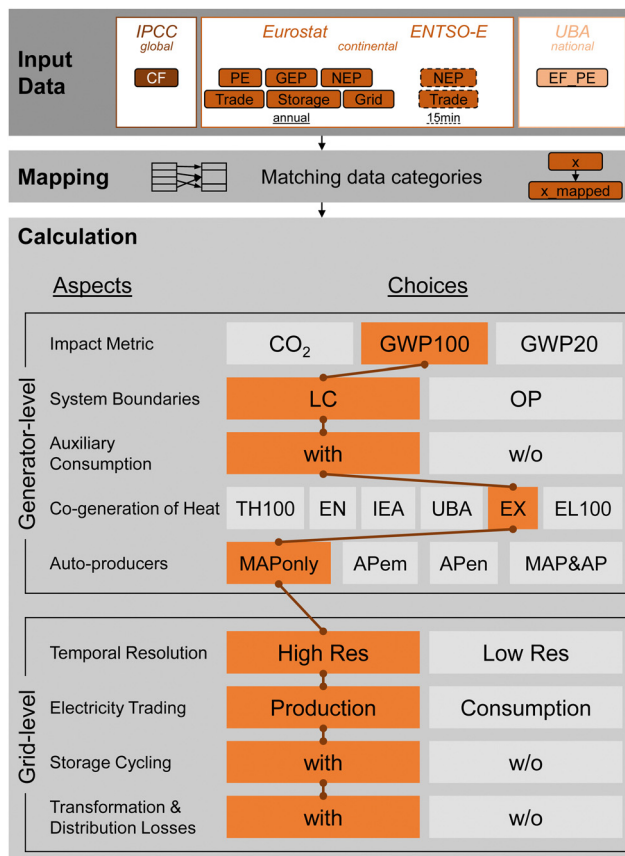 Input
Data
IPCC
global
CF
Eurostat
continental
ENTSO-E
PE GEP NEP
Trade Storage Grid
annual
NEP
Trade
15min
UBA
national
EF_PE
Mapping
Matching data categories
x
x_mapped
Calculation
Aspects
Choices
Generator-level
Impact Metric
CO₂ GWP100 GWP20
System Boundaries
LC OP
Auxiliary
Consumption
with w/o
Co-generation of Heat
TH100 EN IEA UBA EX EL100
Auto-producers
MAPonly APem APen MAP&AP
Grid-level
Temporal Resolution
High Res Low Res
Electricity Trading
Production Consumption
Storage Cycling
with w/o
Transformation &
Distribution Losses
with w/o